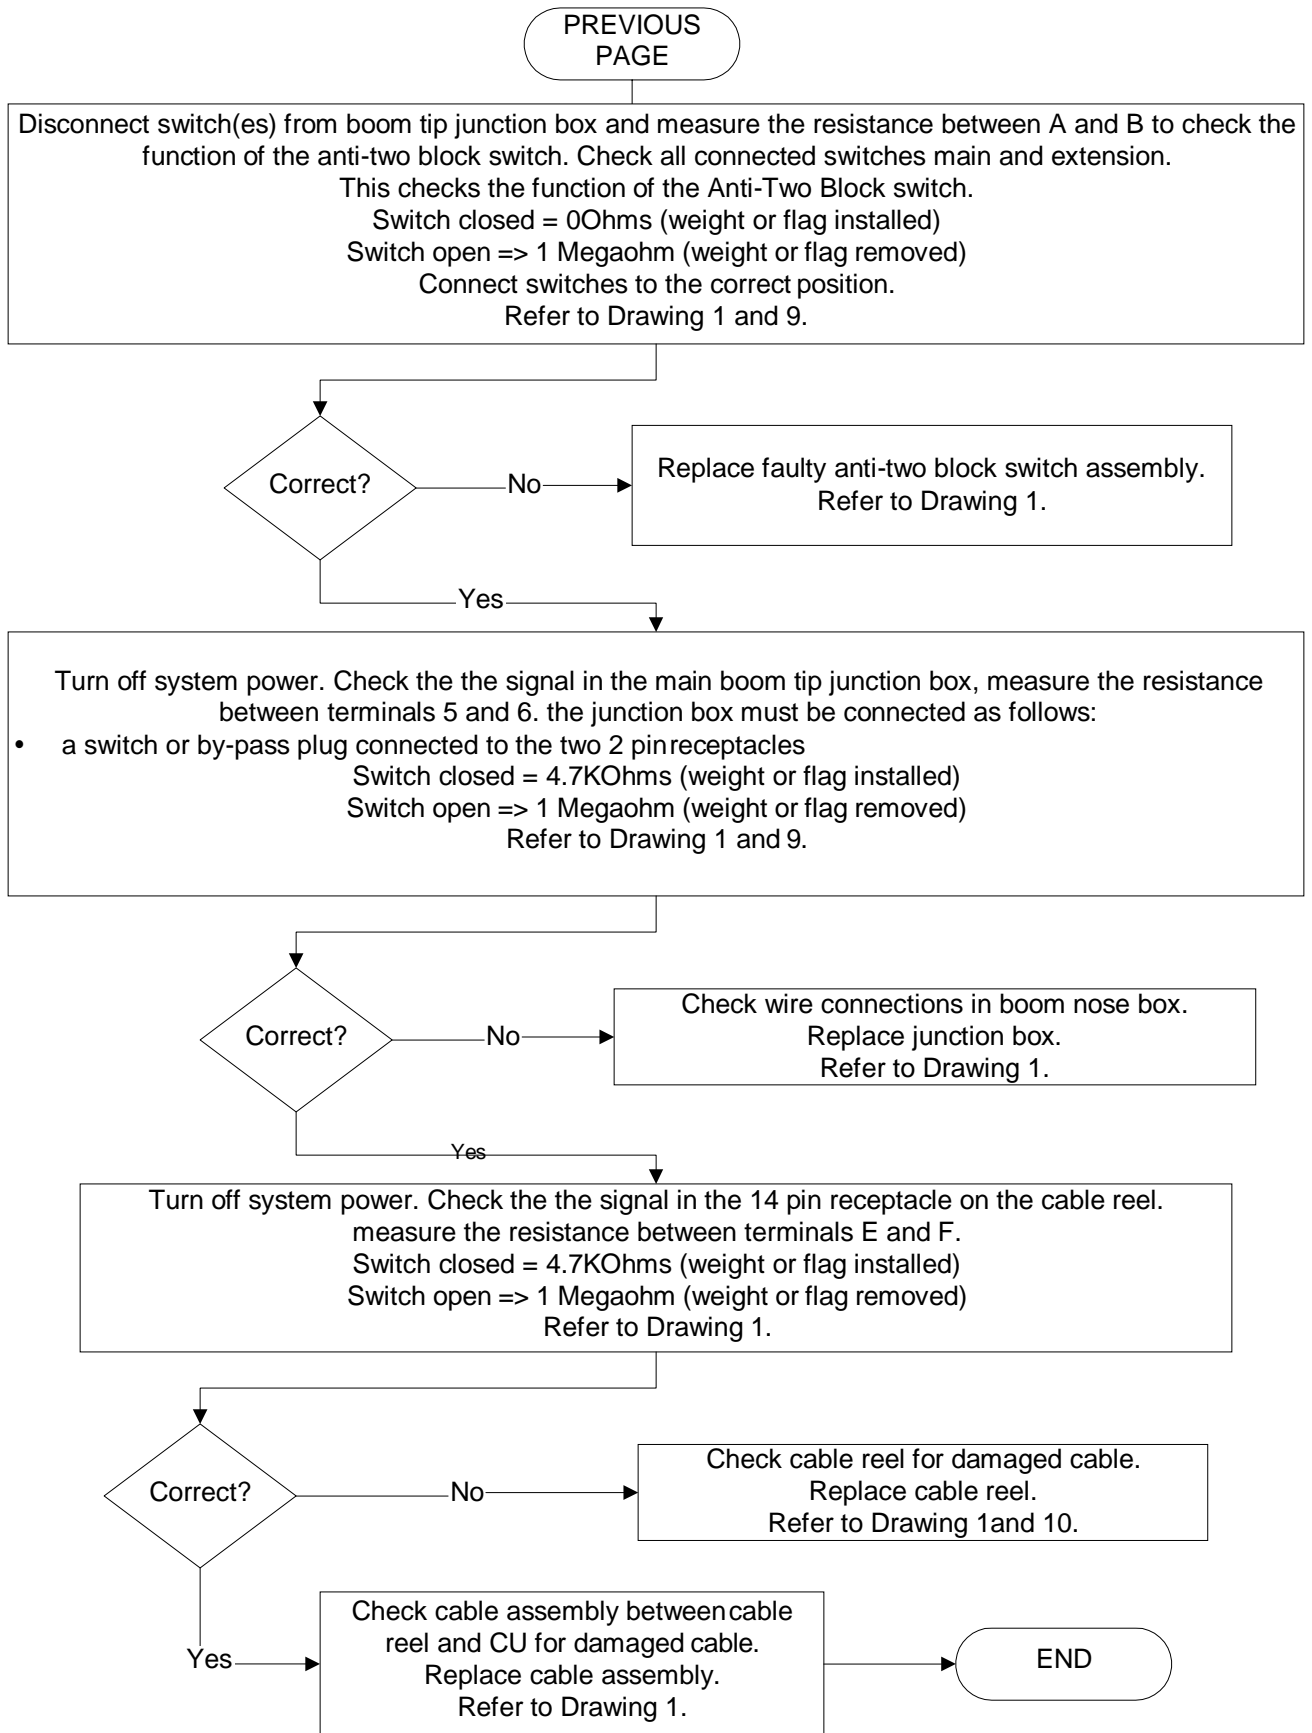 PREVIOUS
PAGE
Disconnect switch(es) from boom tip junction box and measure the resistance between A and B to check the
function of the anti-two block switch. Check all connected switches main and extension.
This checks the function of the Anti-Two Block switch.
Switch closed = 0Ohms (weight or flag installed)
Switch open => 1 Megaohm (weight or flag removed)
Connect switches to the correct position.
Refer to Drawing 1 and 9.
Correct?
No
Replace faulty anti-two block switch assembly.
Refer to Drawing 1.
Yes
Turn off system power. Check the the signal in the main boom tip junction box, measure the resistance
between terminals 5 and 6. the junction box must be connected as follows:
• a switch or by-pass plug connected to the two 2 pin receptacles
Switch closed = 4.7KOhms (weight or flag installed)
Switch open => 1 Megaohm (weight or flag removed)
Refer to Drawing 1 and 9.
Correct?
No
Check wire connections in boom nose box.
Replace junction box.
Refer to Drawing 1.
Yes
Turn off system power. Check the the signal in the 14 pin receptacle on the cable reel.
measure the resistance between terminals E and F.
Switch closed = 4.7KOhms (weight or flag installed)
Switch open => 1 Megaohm (weight or flag removed)
Refer to Drawing 1.
Correct?
No
Check cable reel for damaged cable.
Replace cable reel.
Refer to Drawing 1and 10.
Yes
Check cable assembly between cable
reel and CU for damaged cable.
Replace cable assembly.
Refer to Drawing 1.
END